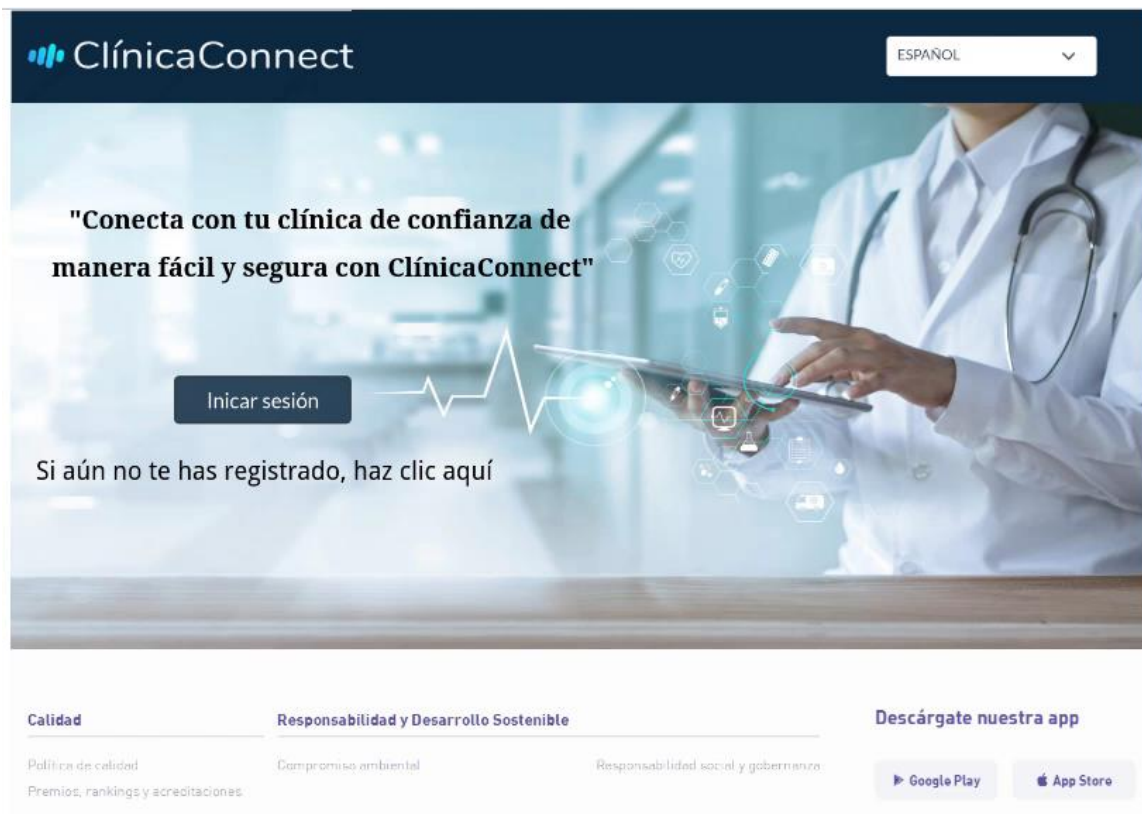 ClínicaConnect
ESPAÑOL
"Conecta con tu clínica de confianza de
manera fácil y segura con ClínicaConnect"
Inicar sesión
Si aún no te has registrado, haz clic aquí
Calidad
Responsabilidad y Desarrollo Sostenible
Descárgate nuestra app
Política de calidad
Compromiso ambiental
Responsabilidad social y gobernanza
Premios, rankings y acreditaciones
Google Play
App Store